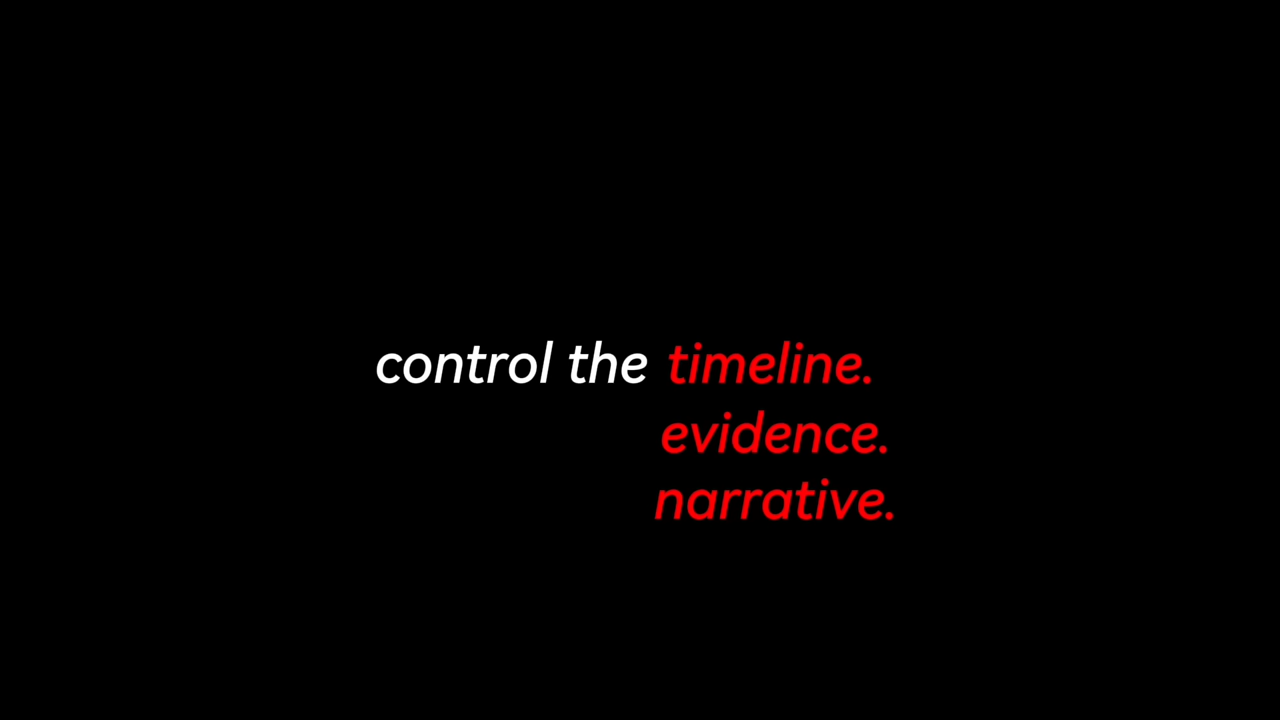 control the timeline.
evidence.
narrative.